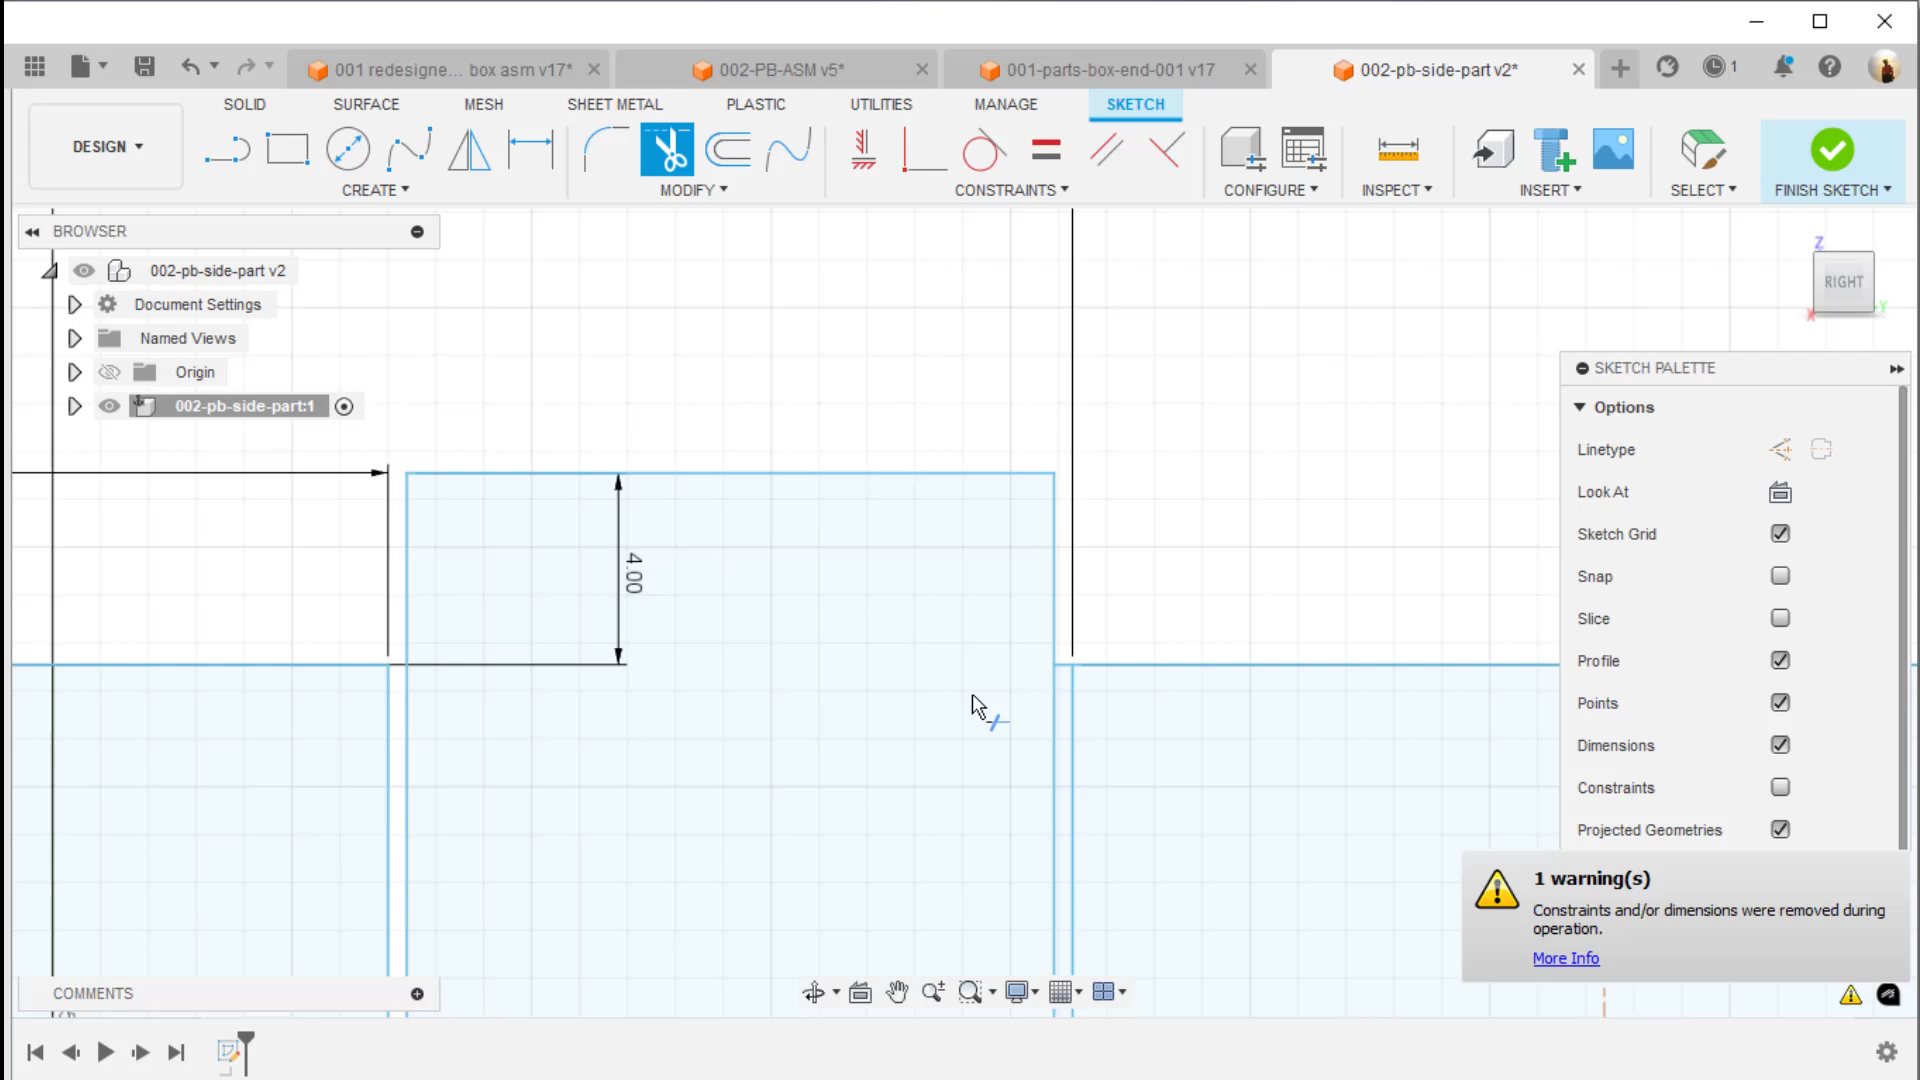 1
001 redesigne... box asm v17*
002-PB-ASM v5*
001-parts-box-end-001 v17
002-pb-side-part v2*
SOLID
SURFACE
MESH
SHEET METAL
PLASTIC
UTILITIES
MANAGE
SKETCH
DESIGN
CREATE
MODIFY
CONSTRAINTS
CONFIGURE
INSPECT
INSERT
SELECT
FINISH SKETCH
BROWSER
002-pb-side-part v2
Document Settings
Named Views
Origin
002-pb-side-part:1
Z
RIGHT
Y
X
4.00
SKETCH PALETTE
Options
Linetype
Look At
Sketch Grid
Snap
Slice
Profile
Points
Dimensions
Constraints
Projected Geometries
1 warning(s)
Constraints and/or dimensions were removed during
operation.
More Info
COMMENTS